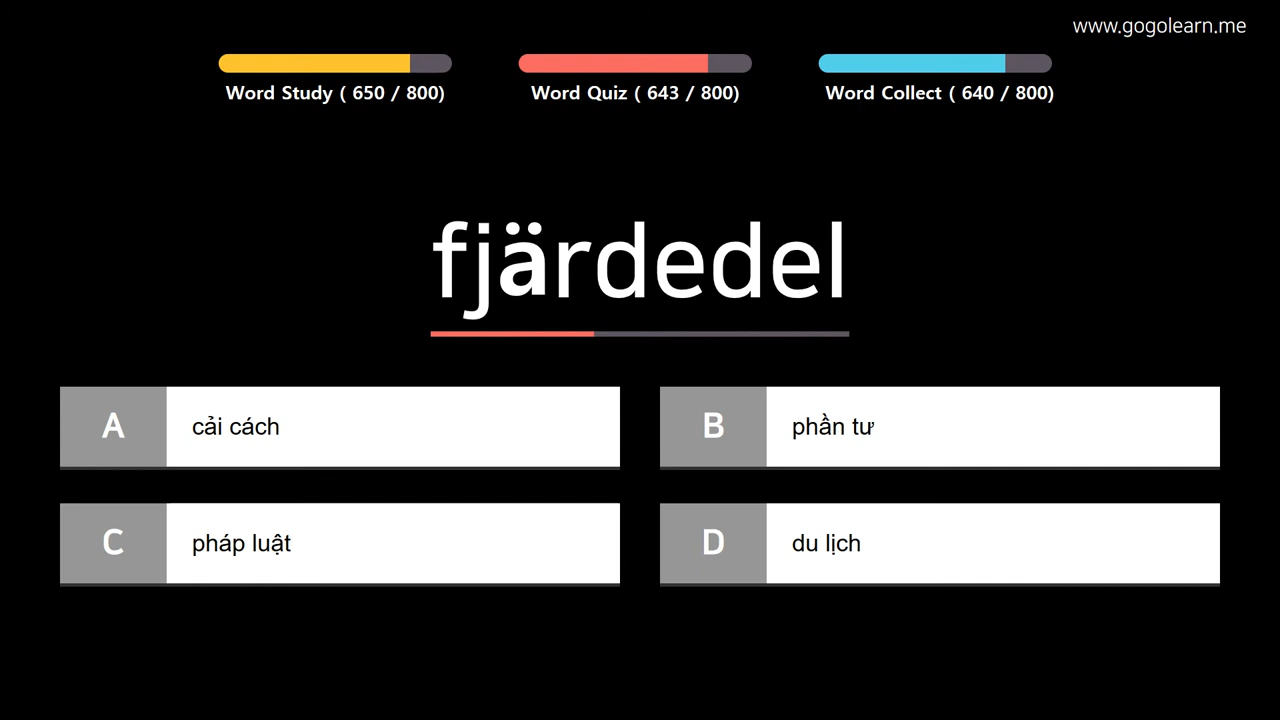 www.gogolearn.me
Word Study ( 650 / 800)
Word Quiz ( 643 / 800)
Word Collect ( 640 / 800)
fjärdedel
A cải cách
B phần tư
C pháp luật
D du lịch